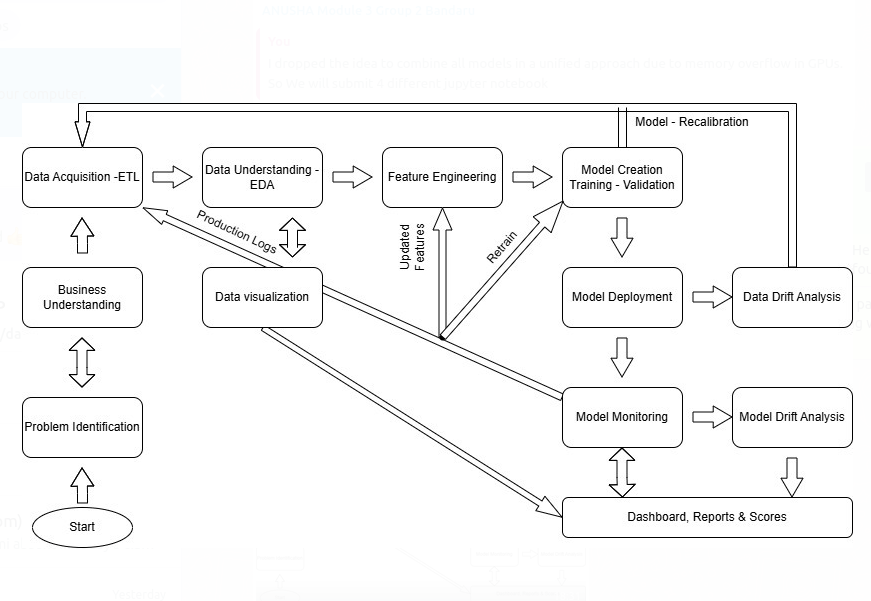 Model - Recalibration
Data Acquisition -ETL
Data Understanding -
EDA
Feature Engineering
Model Creation
Training - Validation
Production Logs
Updated
Features
Retrain
Business
Understanding
Data visualization
Model Deployment
Data Drift Analysis
Problem Identification
Model Monitoring
Model Drift Analysis
Start
Dashboard, Reports & Scores